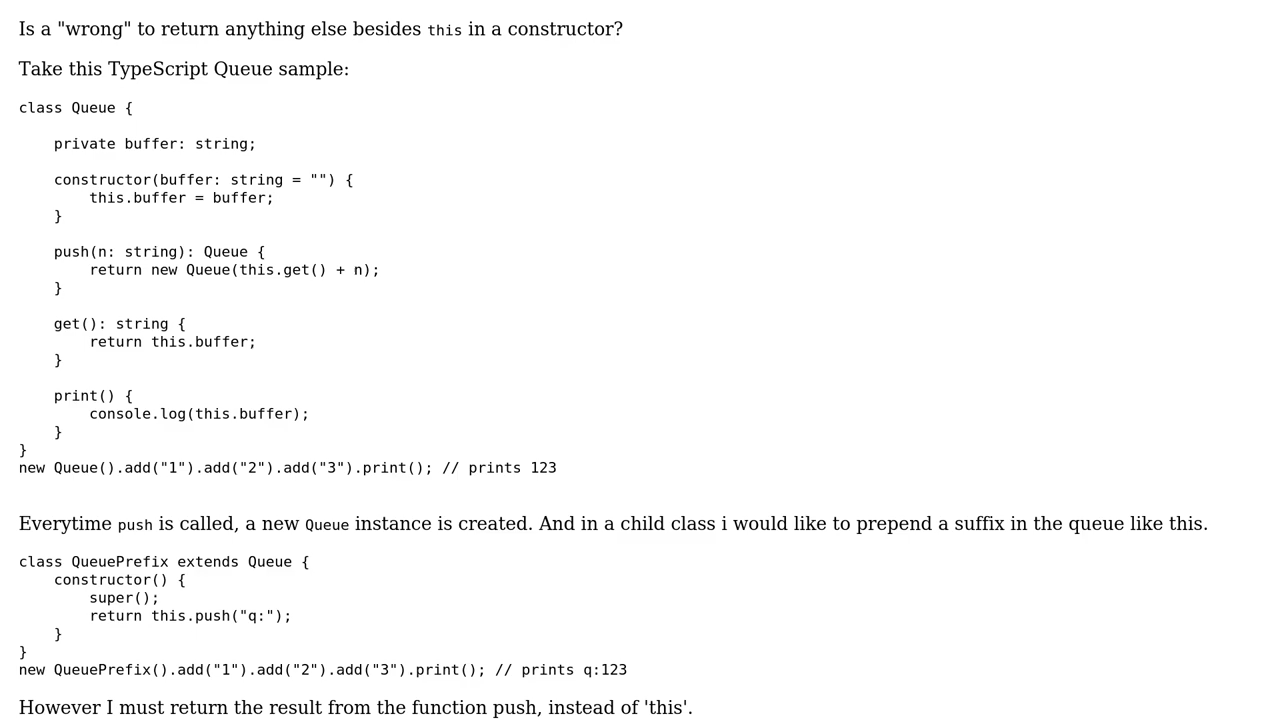 Is a "wrong" to return anything else besides this in a constructor?
Take this TypeScript Queue sample:
class Queue {
    private buffer: string;
    constructor(buffer: string = "") {
        this.buffer = buffer;
    }
    push(n: string): Queue {
        return new Queue(this.get() + n);
    }
    get(): string {
        return this.buffer;
    }
    print() {
        console.log(this.buffer);
    }
}
new Queue().add("1").add("2").add("3").print(); // prints 123
Everytime push is called, a new Queue instance is created. And in a child class i would like to prepend a suffix in the queue like this.
class QueuePrefix extends Queue {
    constructor() {
        super();
        return this.push("q:");
    }
}
new QueuePrefix().add("1").add("2").add("3").print(); // prints q:123
However I must return the result from the function push, instead of 'this'.